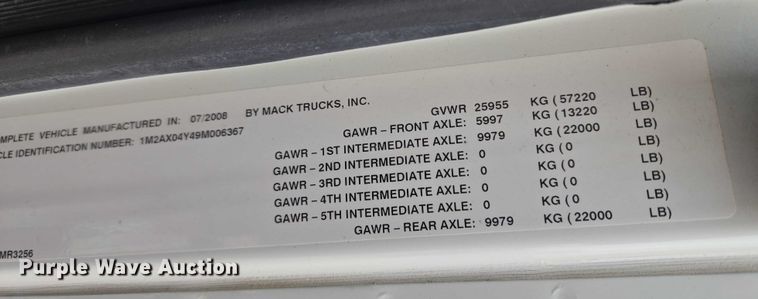 OMPLETE VEHICLE MANUFACTURED IN: 07/2008 BY MACK TRUCKS, INC.
CLE IDENTIFICATION NUMBER: 1M2AX04Y49M006367
GVWR 25955 KG ( 57220 LB)
GAWR – FRONT AXLE: 5997 KG ( 13220 LB)
GAWR – 1ST INTERMEDIATE AXLE: 9979 KG ( 22000 LB)
GAWR – 2ND INTERMEDIATE AXLE: 0 KG ( 0 LB)
GAWR – 3RD INTERMEDIATE AXLE: 0 KG ( 0 LB)
GAWR – 4TH INTERMEDIATE AXLE: 0 KG ( 0 LB)
GAWR – 5TH INTERMEDIATE AXLE: 0 KG ( 0 LB)
GAWR – REAR AXLE: 9979 KG ( 22000 LB)
MR3256
Purple Wave Auction